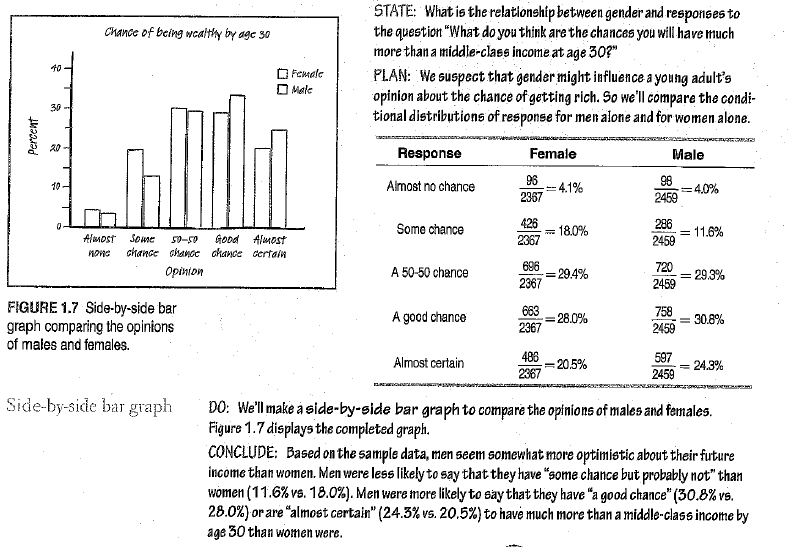 Chance of being wealthy by age 30
Female
Male
Percent
40
30
20
10
0
Almost none
Some chance
50–50 chance
Good chance
Almost certain
Opinion
FIGURE 1.7 Side-by-side bar
graph comparing the opinions
of males and females.
STATE: What is the relationship between gender and responses to
the question "What do you think are the chances you will have much
more than a middle-class income at age 30?"
PLAN: We suspect that gender might influence a young adult's
opinion about the chance of getting rich. So we'll compare the condi-
tional distributions of response for men alone and for women alone.
Response Female Male
Almost no chance 96/2367 = 4.1% 98/2459 = 4.0%
Some chance 426/2367 = 18.0% 286/2459 = 11.6%
A 50-50 chance 696/2367 = 29.4% 720/2459 = 29.3%
A good chance 663/2367 = 28.0% 758/2459 = 30.8%
Almost certain 486/2367 = 20.5% 597/2459 = 24.3%
Side-by-side bar graph
DO: We'll make a side-by-side bar graph to compare the opinions of males and females.
Figure 1.7 displays the completed graph.
CONCLUDE: Based on the sample data, men seem somewhat more optimistic about their future
income than women. Men were less likely to say that they have "some chance but probably not" than
women (11.6% vs. 18.0%). Men were more likely to say that they have "a good chance" (30.8% vs.
28.0%) or are "almost certain" (24.3% vs. 20.5%) to have much more than a middle-class income by
age 30 than women were.